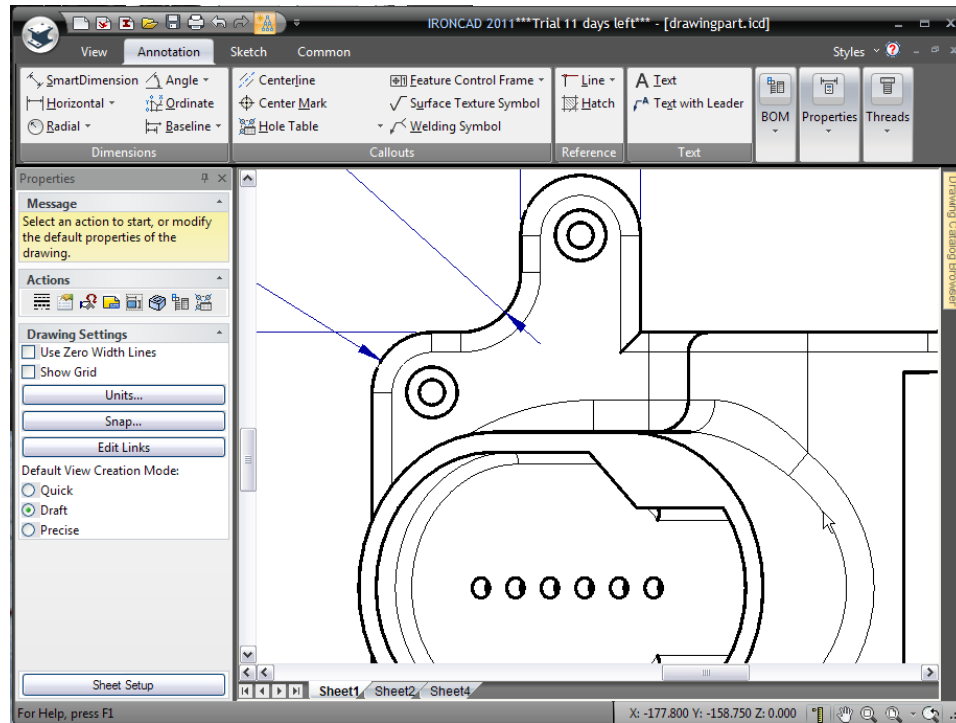 IRONCAD 2011***Trial 11 days left*** - [drawingpart.icd]
View Annotation Sketch Common Styles
SmartDimension Angle Centerline Feature Control Frame Line A Text
Horizontal Ordinate Center Mark Surface Texture Symbol Hatch A Text with Leader
Radial Baseline Hole Table Welding Symbol BOM Properties Threads
Dimensions Callouts Reference Text
Properties
Message
Select an action to start, or modify
the default properties of the
drawing.
Actions
Drawing Settings
Use Zero Width Lines
Show Grid
Units...
Snap...
Edit Links
Default View Creation Mode:
Quick
Draft
Precise
Sheet Setup
Drawing Catalog Browser
Sheet1 Sheet2 Sheet4
For Help, press F1 X: -177.800 Y: -158.750 Z: 0.000